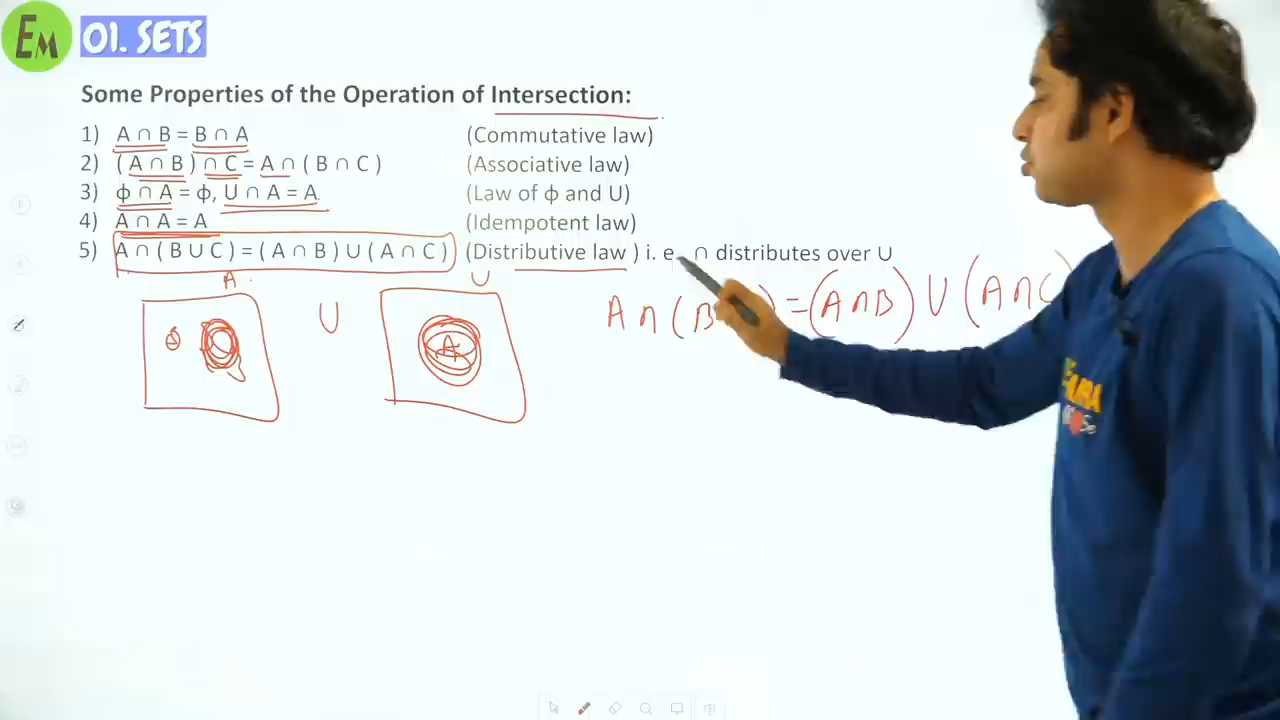 EM 01. SETS
Some Properties of the Operation of Intersection:
1) A ∩ B = B ∩ A (Commutative law)
2) ( A ∩ B ) ∩ C = A ∩ ( B ∩ C ) (Associative law)
3) ϕ ∩ A = ϕ, U ∩ A = A. (Law of ϕ and U)
4) A ∩ A = A (Idempotent law)
5) A ∩ ( B ∪ C ) = ( A ∩ B ) ∪ ( A ∩ C ) (Distributive law ) i. e. ∩ distributes over ∪
A U
U A ∩ ( B ) = (A∩B) ∪ (A∩C)
A